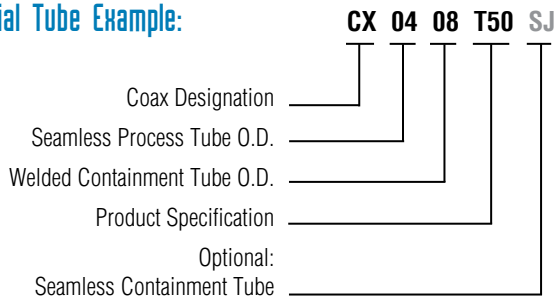 Tube Example:
CX 04 08 T50 SJ
Coax Designation
Seamless Process Tube O.D.
Welded Containment Tube O.D.
Product Specification
Optional:
Seamless Containment Tube